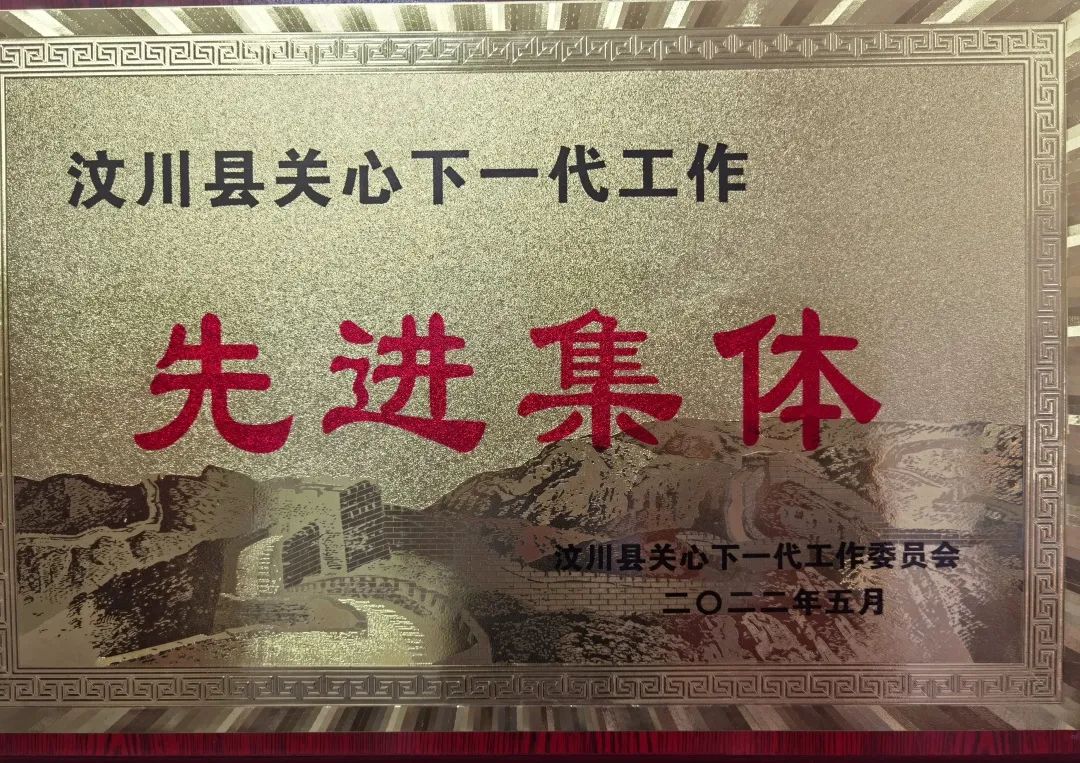 汶川县关心下一代工作
先进集体
汶川县关心下一代工作委员会
二〇二二年五月